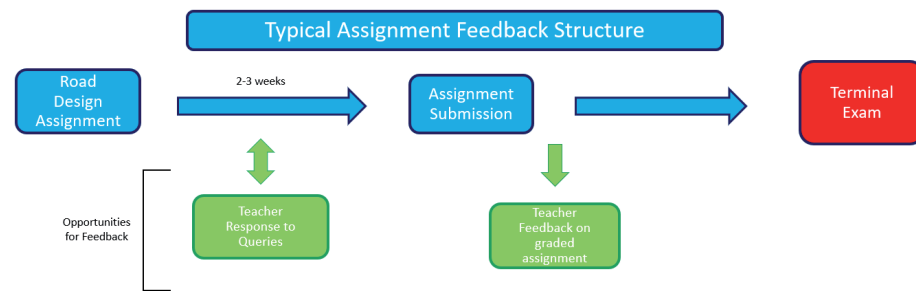 Typical Assignment Feedback Structure
Road
Design
Assignment
2-3 weeks
Assignment
Submission
Terminal
Exam
Opportunities
for Feedback
Teacher
Response to
Queries
Teacher
Feedback on
graded
assignment